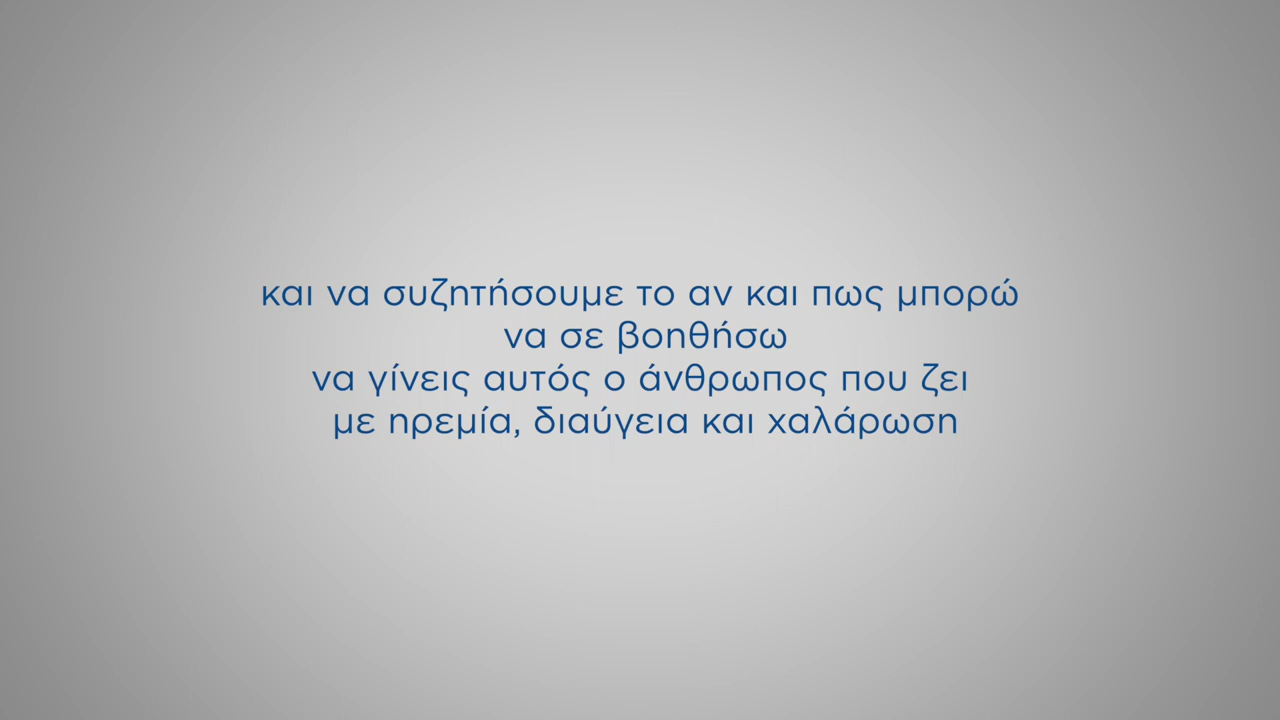 και να συζητήσουμε το αν και πως μπορώ
να σε βοηθήσω
να γίνεις αυτός ο άνθρωπος που ζει
με ηρεμία, διαύγεια και χαλάρωση